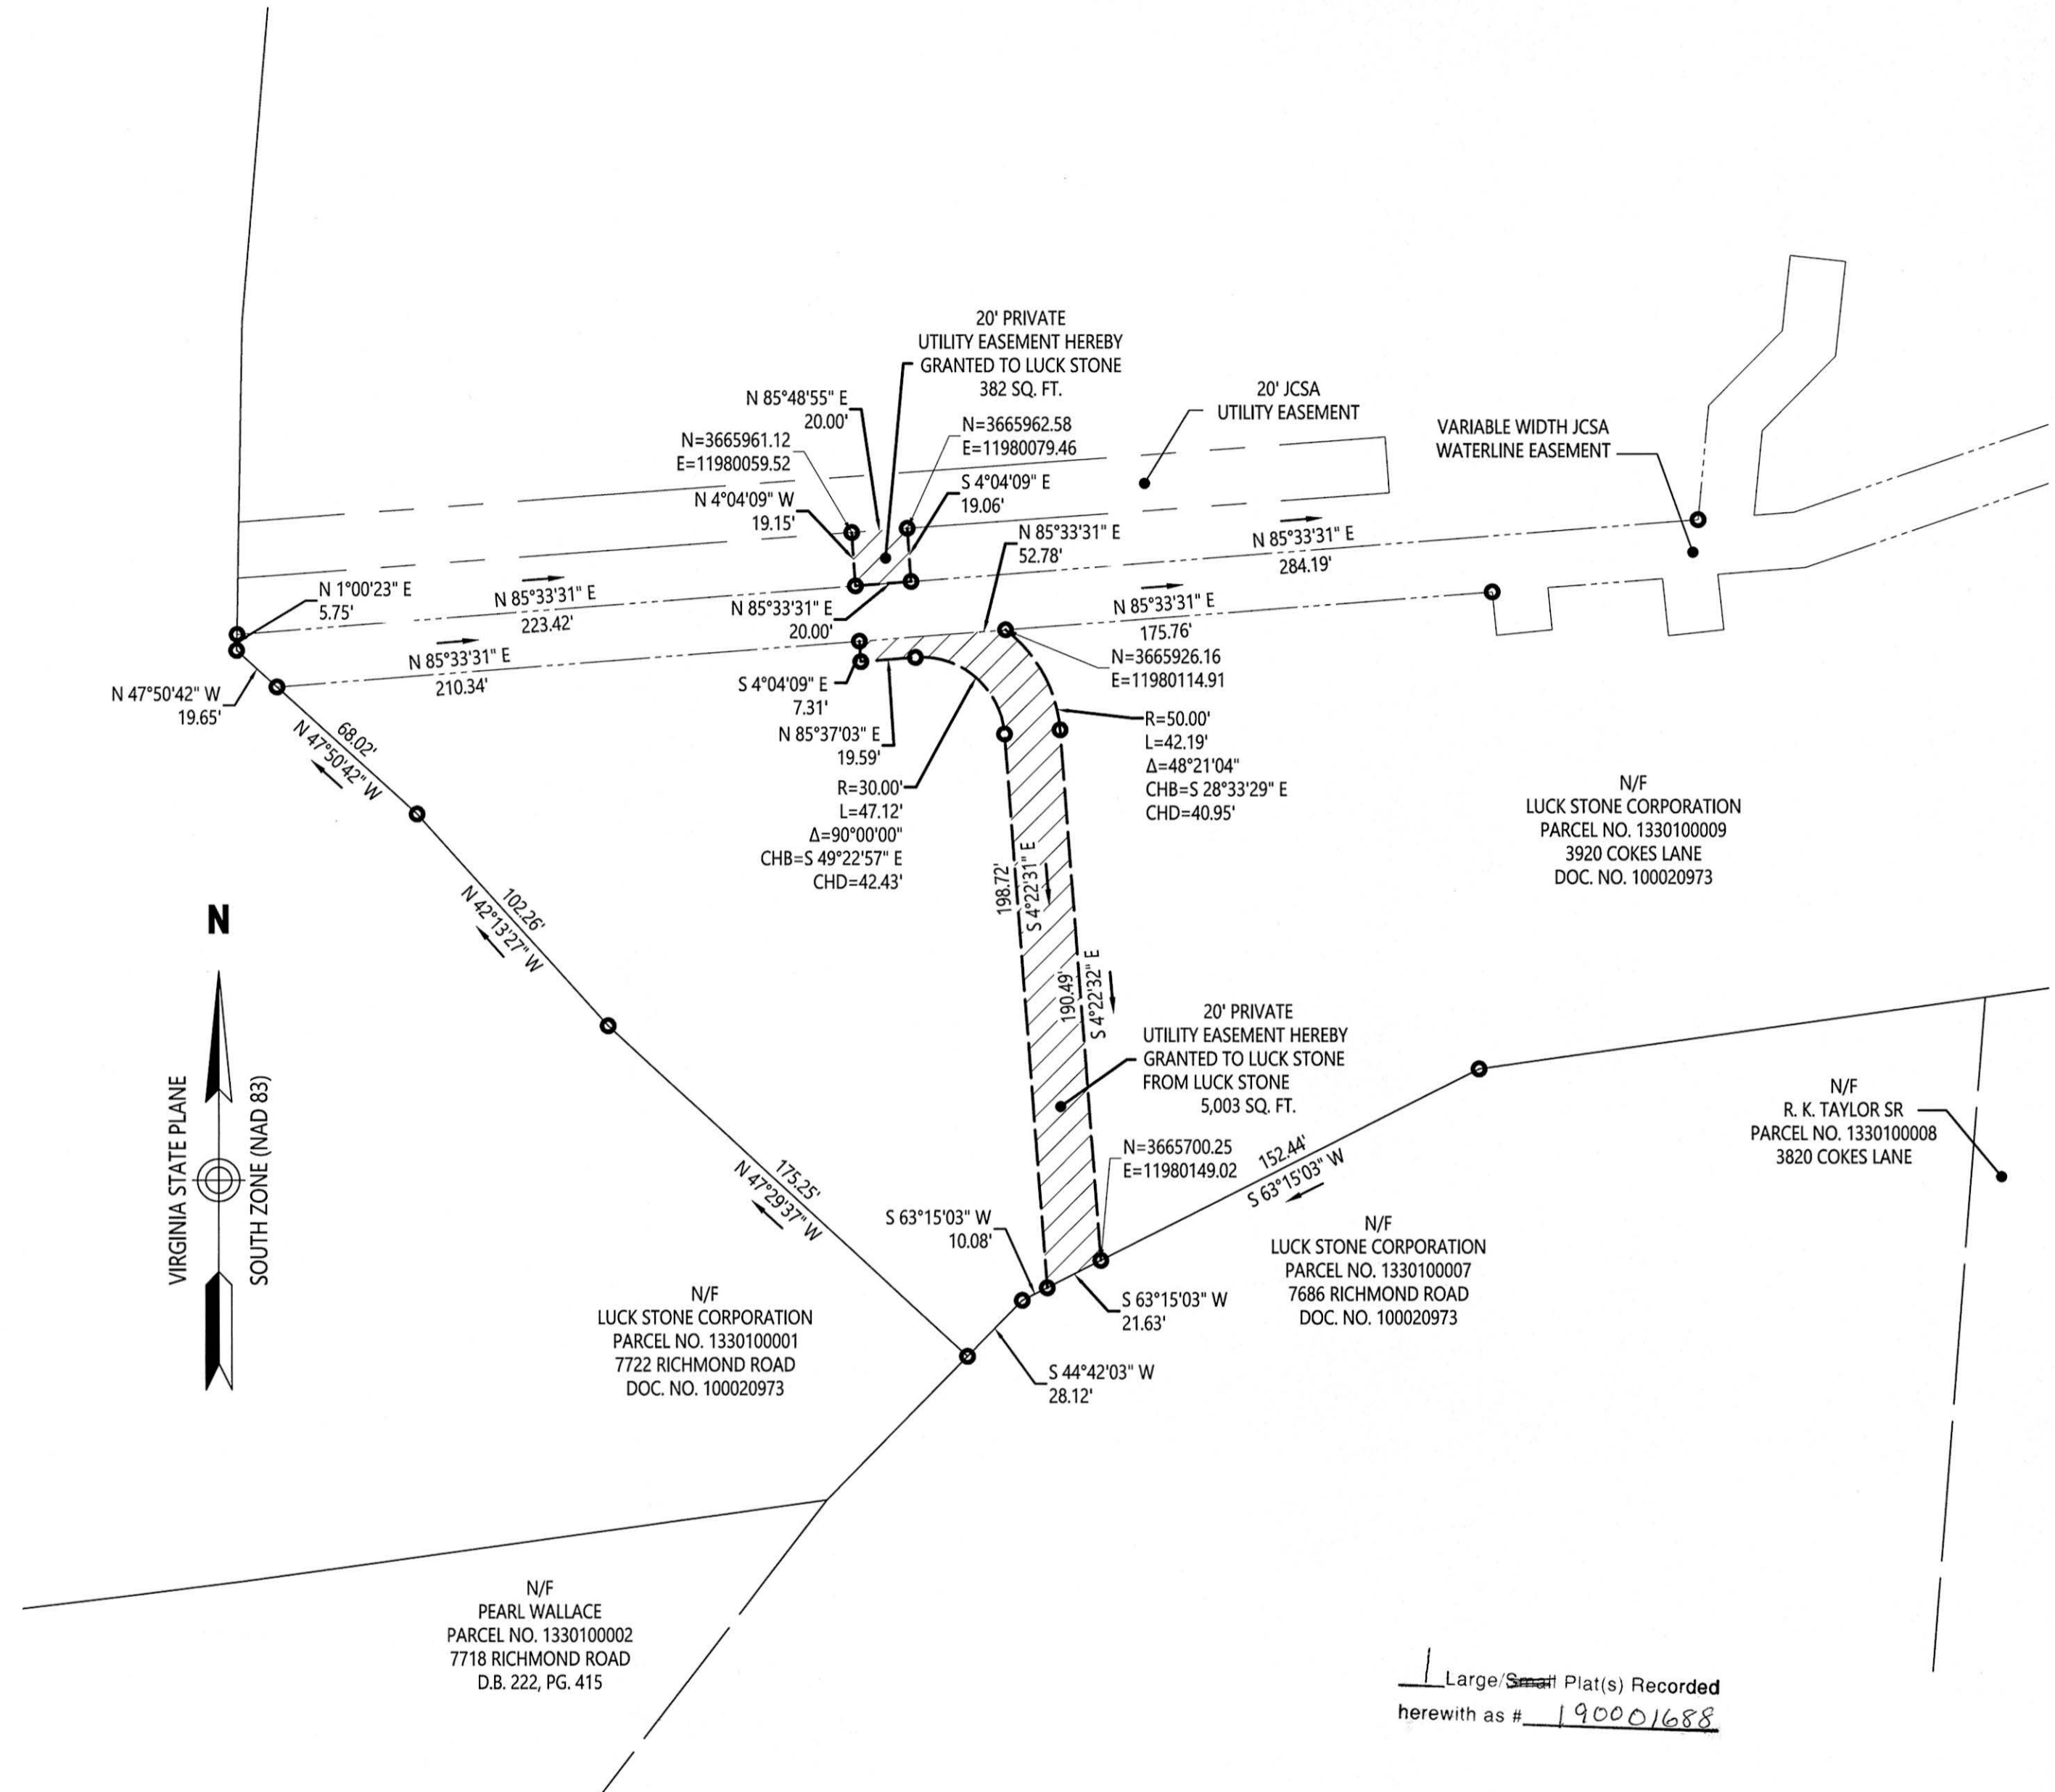 20' PRIVATE
UTILITY EASEMENT HEREBY
GRANTED TO LUCK STONE
382 SQ. FT.
N 85°48'55" E
20.00'
20' JCSA
UTILITY EASEMENT
N=3665961.12
E=11980059.52
N=3665962.58
E=11980079.46
VARIABLE WIDTH JCSA
WATERLINE EASEMENT
N 4°04'09" W
19.15'
S 4°04'09" E
19.06'
N 85°33'31" E
52.78'
N 85°33'31" E
284.19'
N 1°00'23" E
5.75'
N 85°33'31" E
223.42'
N 85°33'31" E
20.00'
N 85°33'31" E
175.76'
N 85°33'31" E
210.34'
N=3665926.16
E=11980114.91
N 47°50'42" W
19.65'
S 4°04'09" E
7.31'
N 85°37'03" E
19.59'
R=50.00'
L=42.19'
Δ=48°21'04"
CHB=S 28°33'29" E
CHD=40.95'
68.02'
N 47°50'42" W
R=30.00'
L=47.12'
Δ=90°00'00"
CHB=S 49°22'57" E
CHD=42.43'
N/F
LUCK STONE CORPORATION
PARCEL NO. 1330100009
3920 COKES LANE
DOC. NO. 100020973
198.72'
S 4°22'31" E
102.26'
N 42°13'27" W
N
190.49'
S 4°22'32" E
20' PRIVATE
UTILITY EASEMENT HEREBY
GRANTED TO LUCK STONE
FROM LUCK STONE
5,003 SQ. FT.
VIRGINIA STATE PLANE
SOUTH ZONE (NAD 83)
N/F
R. K. TAYLOR SR
PARCEL NO. 1330100008
3820 COKES LANE
N=3665700.25
E=11980149.02
152.44'
S 63°15'03" W
175.25'
N 47°29'37" W
S 63°15'03" W
10.08'
N/F
LUCK STONE CORPORATION
PARCEL NO. 1330100007
7686 RICHMOND ROAD
DOC. NO. 100020973
N/F
LUCK STONE CORPORATION
PARCEL NO. 1330100001
7722 RICHMOND ROAD
DOC. NO. 100020973
S 63°15'03" W
21.63'
S 44°42'03" W
28.12'
N/F
PEARL WALLACE
PARCEL NO. 1330100002
7718 RICHMOND ROAD
D.B. 222, PG. 415
1 Large/Small Plat(s) Recorded
herewith as # 190001688